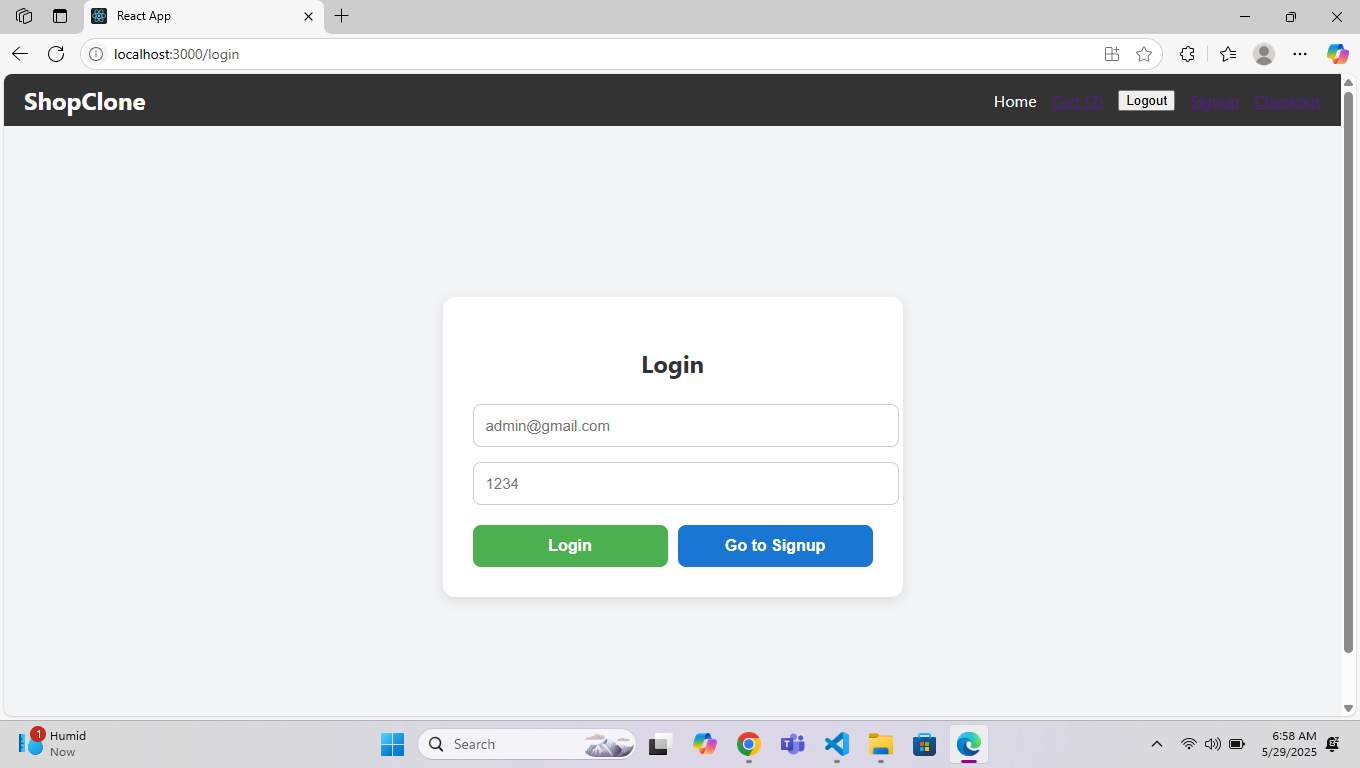 React App
localhost:3000/login
ShopClone
Home Cart (2) Logout Signup Checkout
Login
admin@gmail.com
1234
Login Go to Signup
1 Humid
Now
Search
6:58 AM
5/29/2025